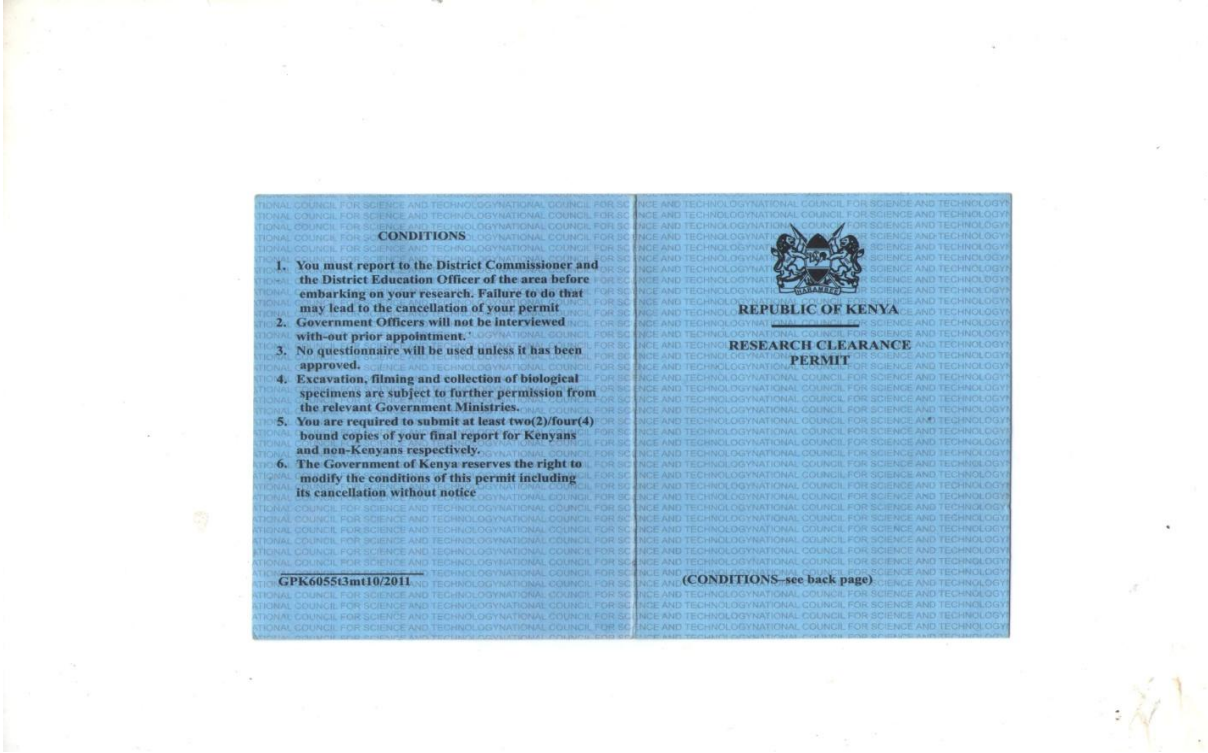 CONDITIONS
1. You must report to the District Commissioner and
the District Education Officer of the area before
embarking on your research. Failure to do that
may lead to the cancellation of your permit
2. Government Officers will not be interviewed
with-out prior appointment.
3. No questionnaire will be used unless it has been
approved.
4. Excavation, filming and collection of biological
specimens are subject to further permission from
the relevant Government Ministries.
5. You are required to submit at least two(2)/four(4)
bound copies of your final report for Kenyans
and non-Kenyans respectively.
6. The Government of Kenya reserves the right to
modify the conditions of this permit including
its cancellation without notice
GPK6055t3mt10/2011
HARAMBEE
REPUBLIC OF KENYA
RESEARCH CLEARANCE
PERMIT
(CONDITIONS–see back page)